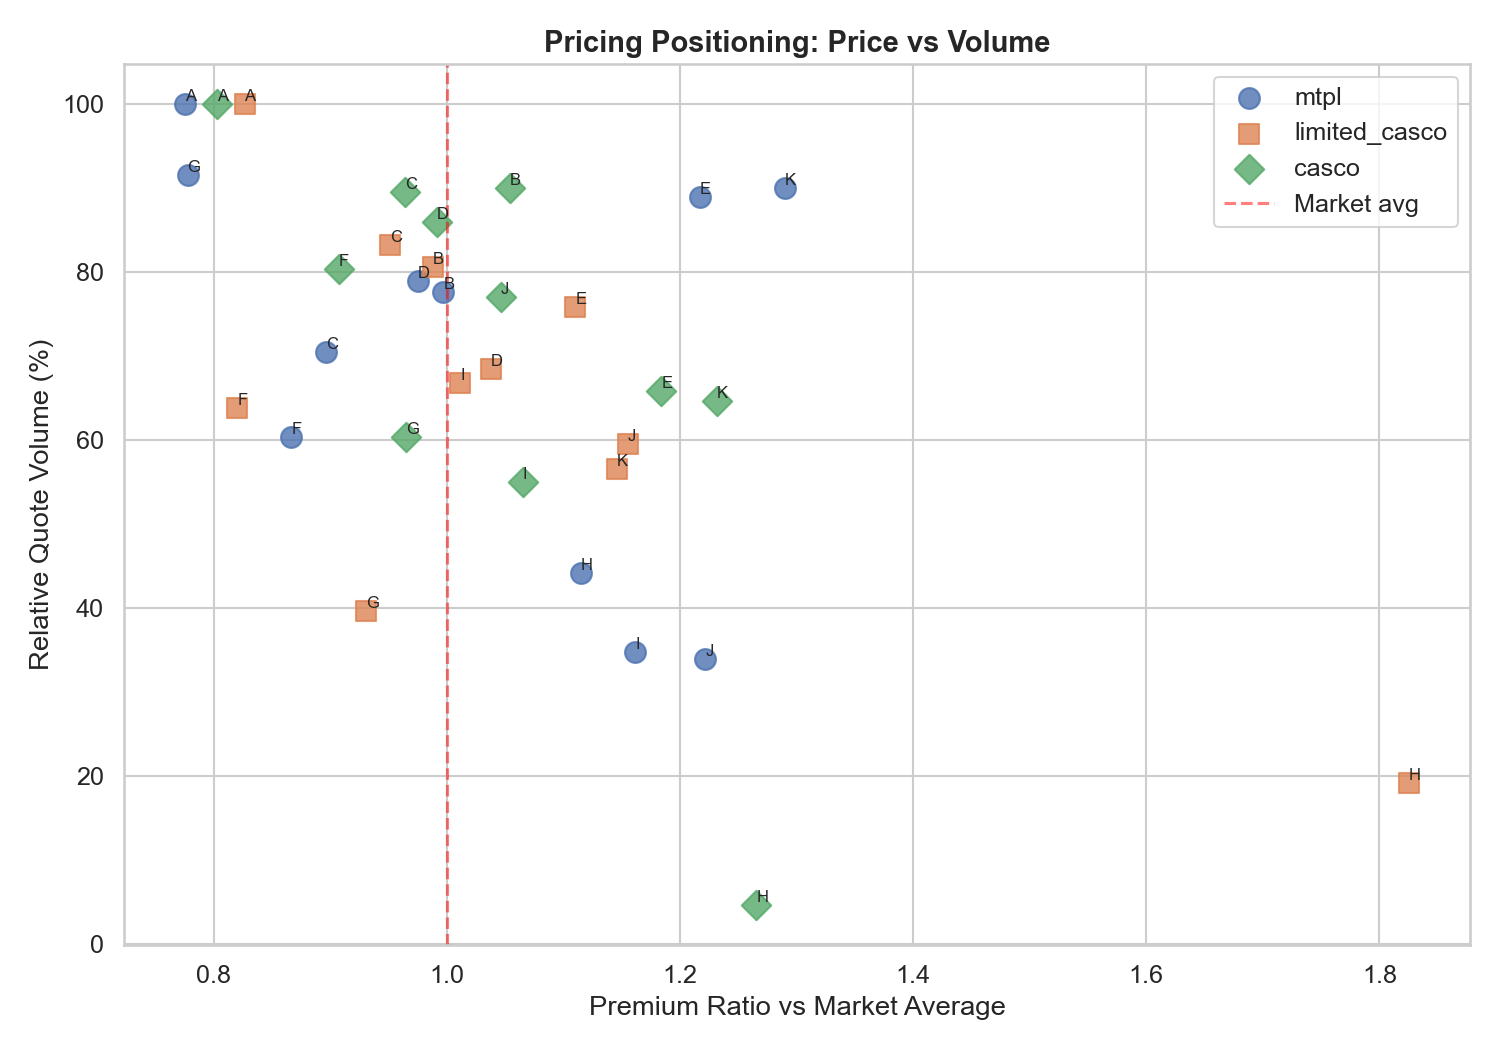 Pricing Positioning: Price vs Volume
mtpl
limited_casco
casco
Market avg
Relative Quote Volume (%)
100
80
60
40
20
0
A A A
G
C B E K
D
C
F B
D
B
J E
C
D
I
E
K
F
F G J
K
I
H
G
I J
H
H
0.8 1.0 1.2 1.4 1.6 1.8
Premium Ratio vs Market Average